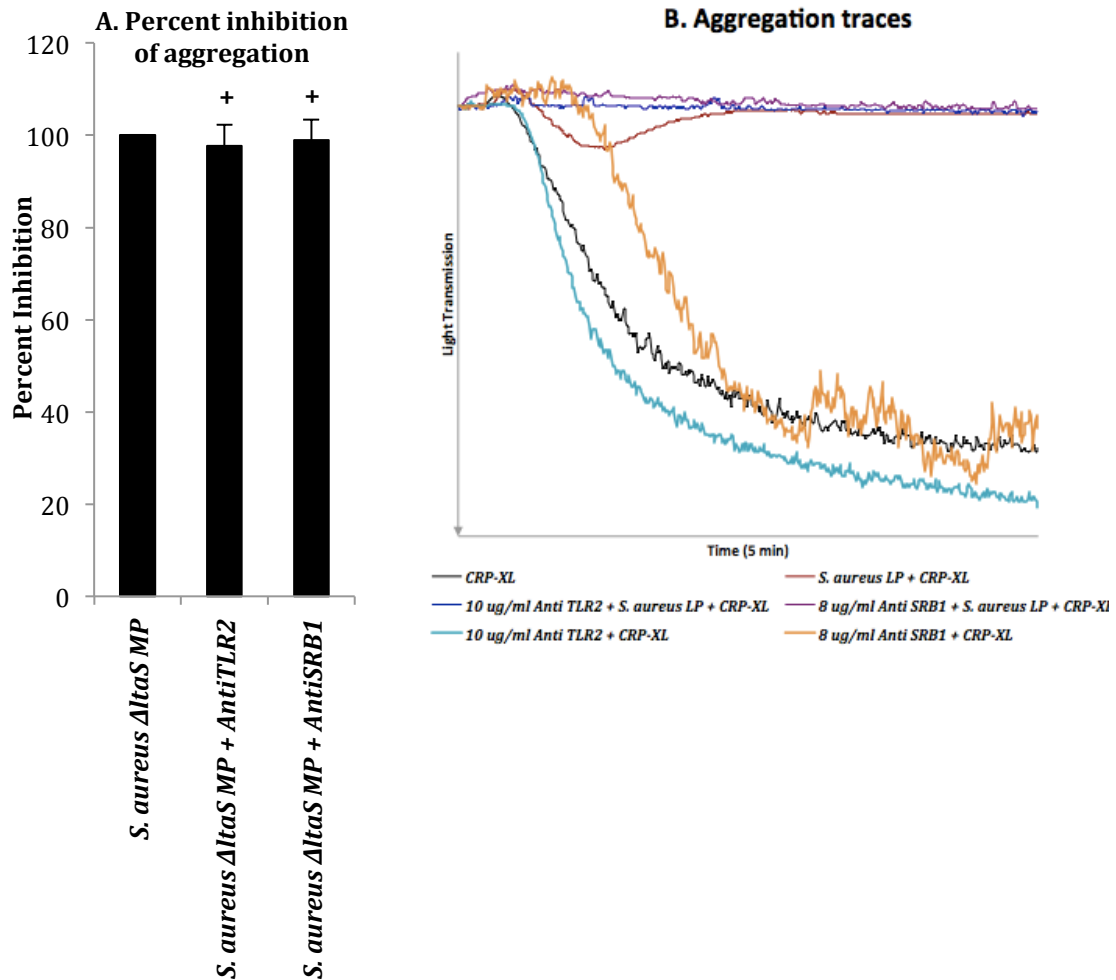 A. Percent inhibition
of aggregation
120
100
80
60
40
20
0
Percent Inhibition
+
+
S. aureus ΔltaS MP
S. aureus ΔltaS MP + AntiTLR2
S. aureus ΔltaS MP + AntiSRB1
B. Aggregation traces
Light Transmission
Time (5 min)
CRP-XL
S. aureus LP + CRP-XL
10 ug/ml Anti TLR2 + S. aureus LP + CRP-XL
8 ug/ml Anti SRB1 + S. aureus LP + CRP-XL
10 ug/ml Anti TLR2 + CRP-XL
8 ug/ml Anti SRB1 + CRP-XL